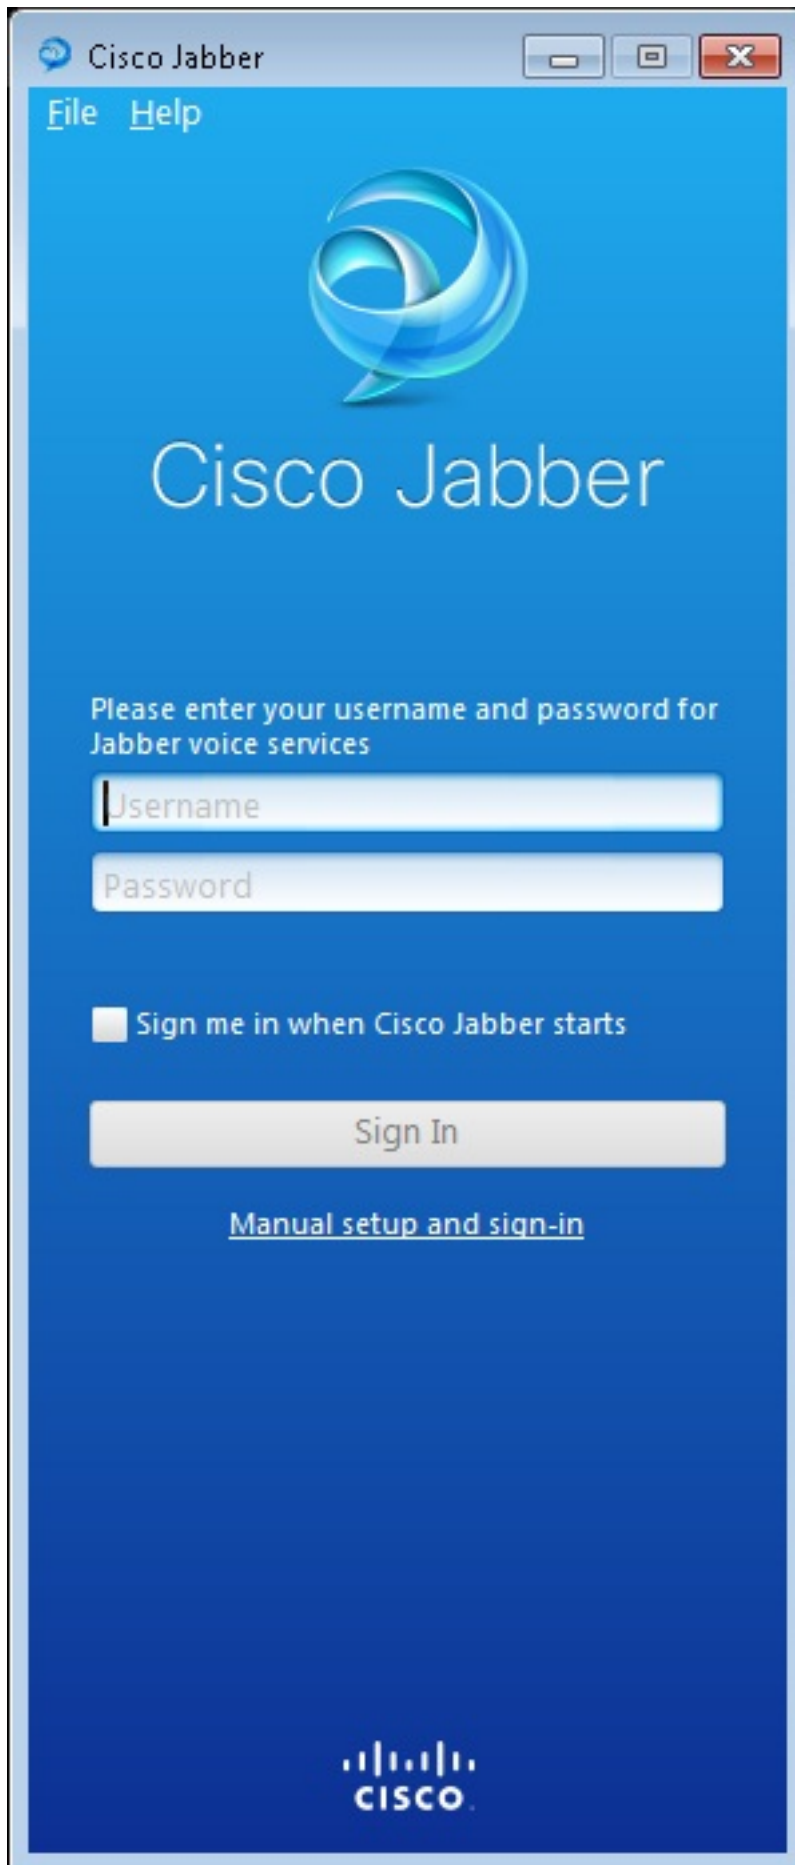 Cisco Jabber
File Help
Cisco Jabber
Please enter your username and password for
Jabber voice services
Username
Password
Sign me in when Cisco Jabber starts
Sign In
Manual setup and sign-in
CISCO